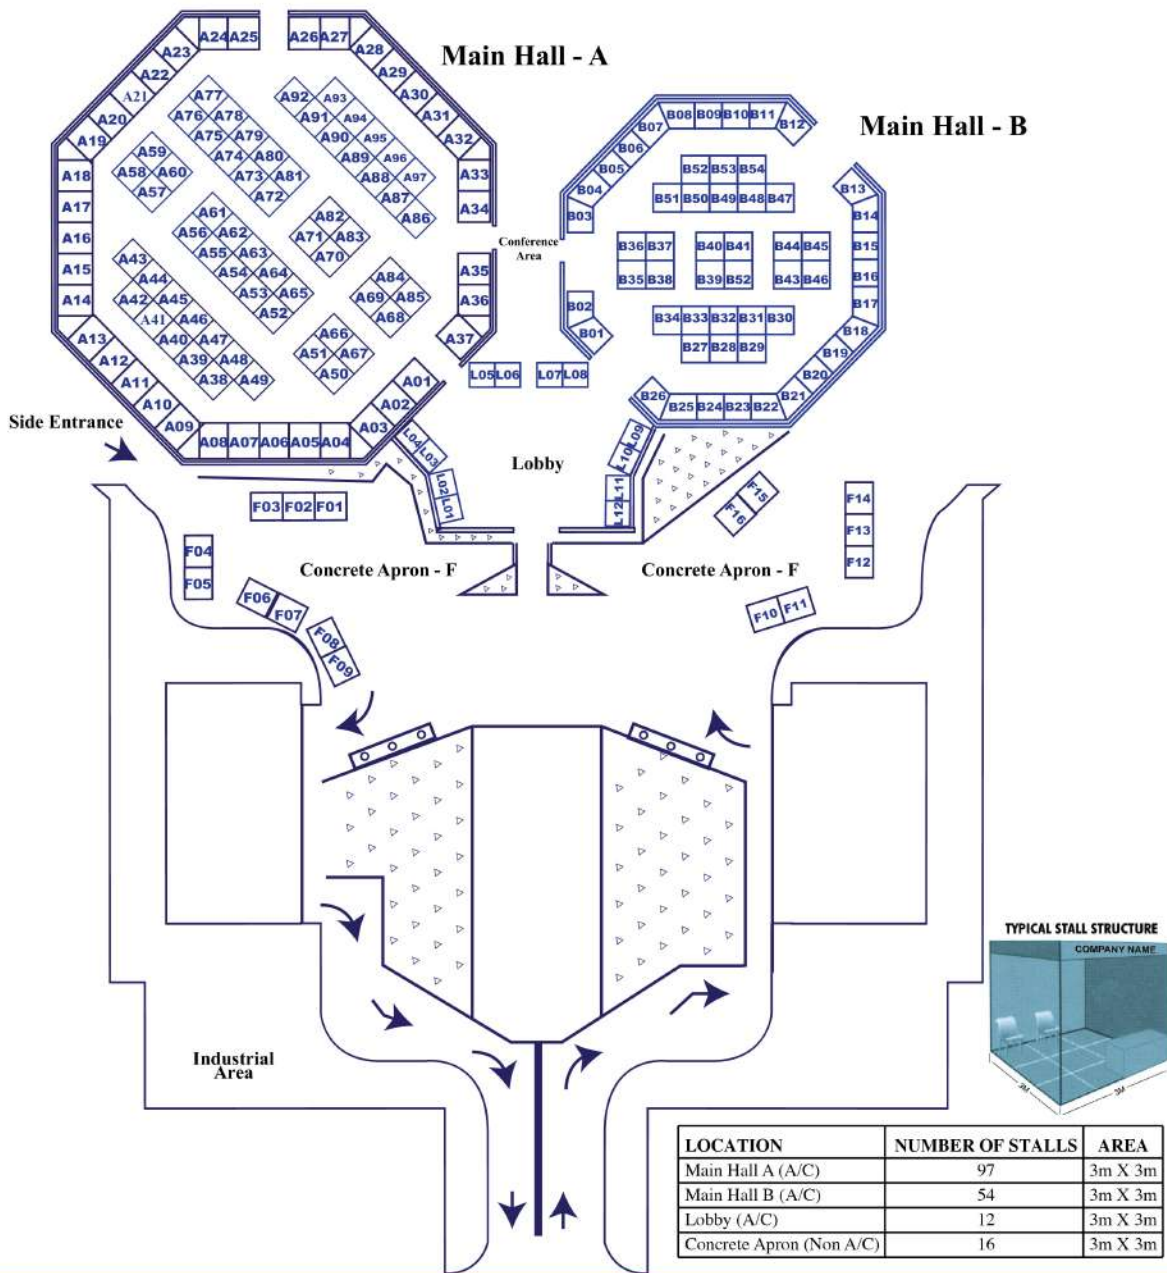 Main Hall - A
A24 A25 A26 A27
A23 A28
A22 A29
A21 A30
A20 A31
A19 A32
A18 A33
A17 A34
A16
A15 A35
A14 A36
A13 A37
A12
A11 A01
A10 A02
A09 A03
A08 A07 A06 A05 A04
A77
A76 A78
A75 A79
A74 A80
A73 A81
A72
A92 A93
A91 A94
A90 A95
A89 A96
A88 A97
A87
A86
A59
A58 A60
A57
A61
A56 A62
A55 A63
A54 A64
A53 A65
A52
A82
A71 A83
A70
A84
A69 A85
A68
A66
A51 A67
A50
A43
A44
A42 A45
A41 A46
A40 A47
A39 A48
A38 A49
Main Hall - B
B08 B09 B10 B11
B07 B12
B06
B05
B04 B13
B03 B14
B15
B16
B02 B17
B01 B18
B19
B20
B26 B21
B25 B24 B23 B22
B52 B53 B54
B51 B50 B49 B48 B47
B36 B37 B40 B41 B44 B45
B35 B38 B39 B52 B43 B46
B34 B33 B32 B31 B30
B27 B28 B29
Conference
Area
L05 L06 L07 L08
Side Entrance
Lobby
L04 L09
L03 L10
L02 L11
L01 L12
F03 F02 F01
F04
F05
F06 F07
F08
F09
F15
F16
F14
F13
F12
F10 F11
Concrete Apron - F
Concrete Apron - F
Industrial
Area
TYPICAL STALL STRUCTURE
COMPANY NAME
3M 3M
LOCATION NUMBER OF STALLS AREA
Main Hall A (A/C) 97 3m X 3m
Main Hall B (A/C) 54 3m X 3m
Lobby (A/C) 12 3m X 3m
Concrete Apron (Non A/C) 16 3m X 3m